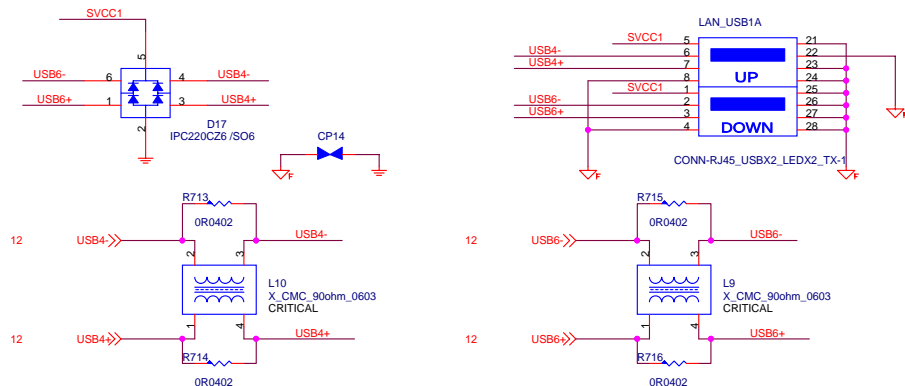 SVCC1
5
USB6-
6
4
USB4-
USB6+
1
3
USB4+
2
D17
IPC220CZ6 /SO6
CP14
F
LAN_USB1A
SVCC1
5
21
USB4-
6
22
USB4+
7
23
8
24
UP
SVCC1
1
25
USB6-
2
26
USB6+
3
27
4
28
DOWN
F
F
CONN-RJ45_USBX2_LEDX2_TX-1
R713
0R0402
12
USB4-
USB4-
2
3
L10
X_CMC_90ohm_0603
CRITICAL
1
4
12
USB4+
USB4+
R714
0R0402
R715
0R0402
12
USB6-
USB6-
2
3
L9
X_CMC_90ohm_0603
CRITICAL
1
4
12
USB6+
USB6+
R716
0R0402